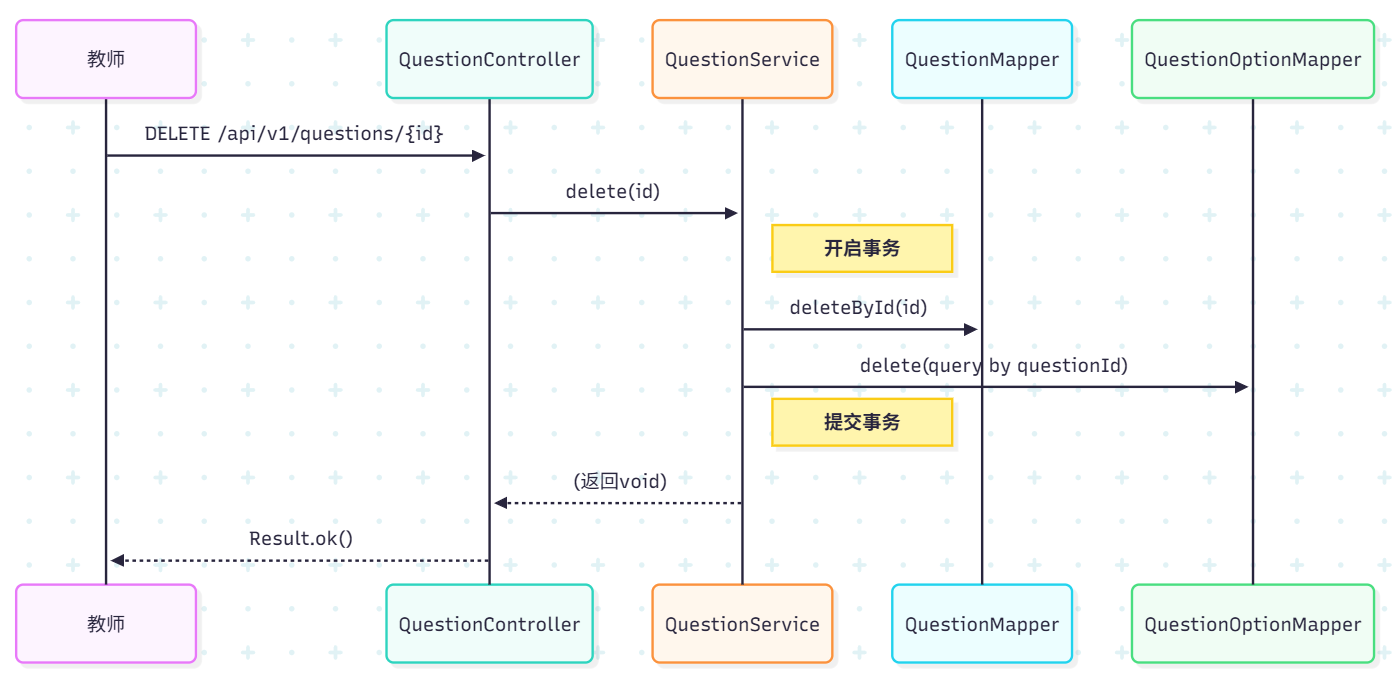 教师
QuestionController
QuestionService
QuestionMapper
QuestionOptionMapper
DELETE /api/v1/questions/{id}
delete(id)
开启事务
deleteById(id)
delete(query by questionId)
提交事务
(返回void)
Result.ok()
教师
QuestionController
QuestionService
QuestionMapper
QuestionOptionMapper